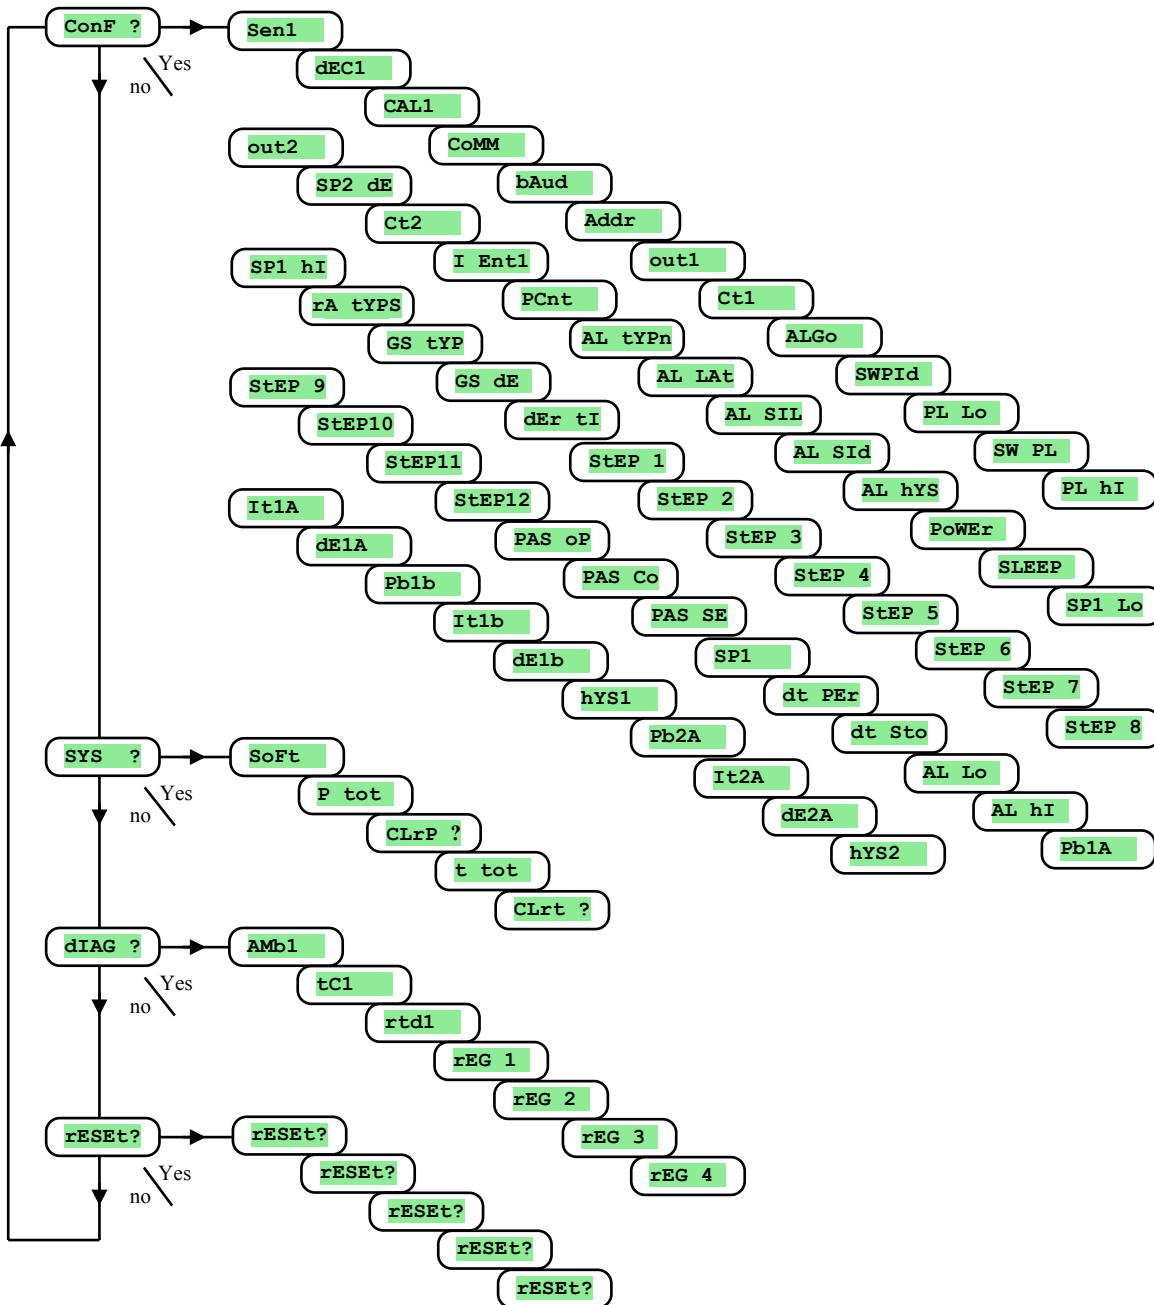 ConF ?
Yes
no
Sen1
dEC1
CAL1
CoMM
bAud
Addr
out1
Ct1
ALGo
SWPId
PL Lo
SW PL
PL hI
out2
SP2 dE
Ct2
I Ent1
PCnt
AL tYPn
AL LAt
AL SIL
AL SId
AL hYS
PoWEr
SLEEP
SP1 Lo
SP1 hI
rA tYPS
GS tYP
GS dE
dEr tI
StEP 1
StEP 2
StEP 3
StEP 4
StEP 5
StEP 6
StEP 7
StEP 8
StEP 9
StEP10
StEP11
StEP12
PAS oP
PAS Co
PAS SE
SP1
dt PEr
dt Sto
AL Lo
AL hI
Pb1A
It1A
dE1A
Pb1b
It1b
dE1b
hYS1
Pb2A
It2A
dE2A
hYS2
SYS ?
Yes
no
SoFt
P tot
CLrP ?
t tot
CLrt ?
dIAG ?
Yes
no
AMb1
tC1
rtd1
rEG 1
rEG 2
rEG 3
rEG 4
rESEt?
Yes
no
rESEt?
rESEt?
rESEt?
rESEt?
rESEt?